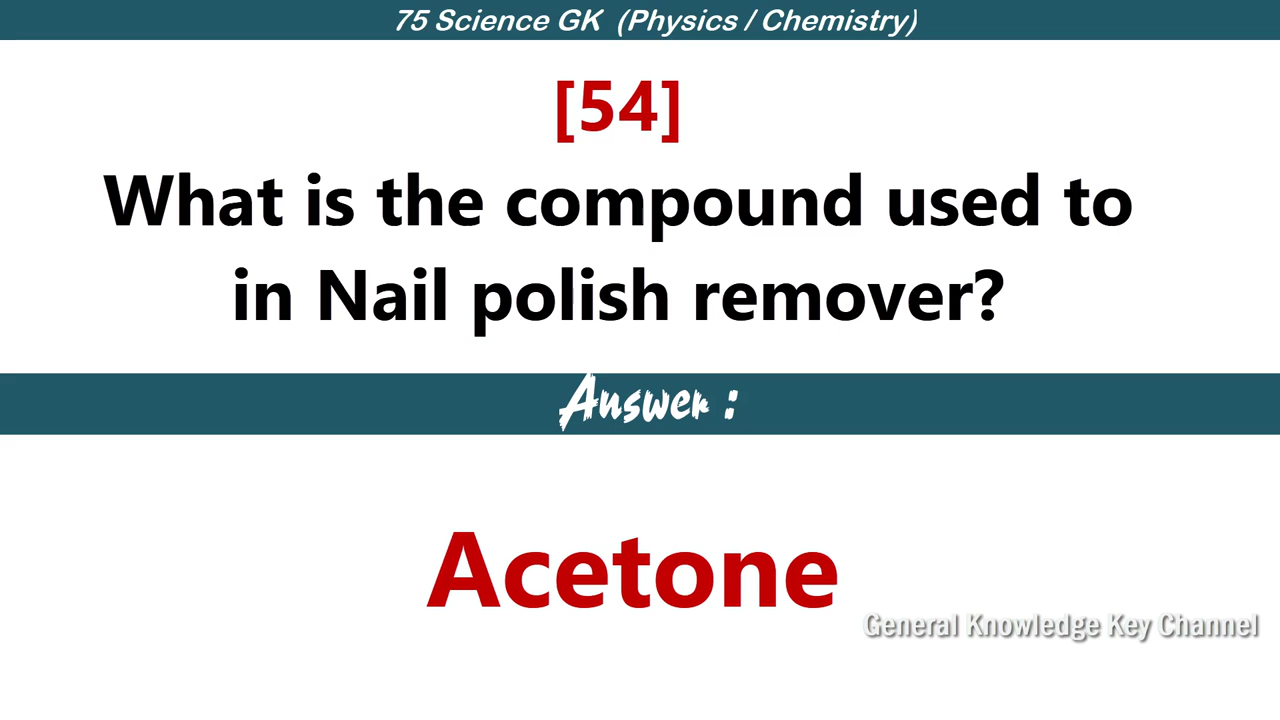 75 Science GK (Physics / Chemistry)
[54]
What is the compound used to
in Nail polish remover?
Answer :
Acetone
General Knowledge Key Channel